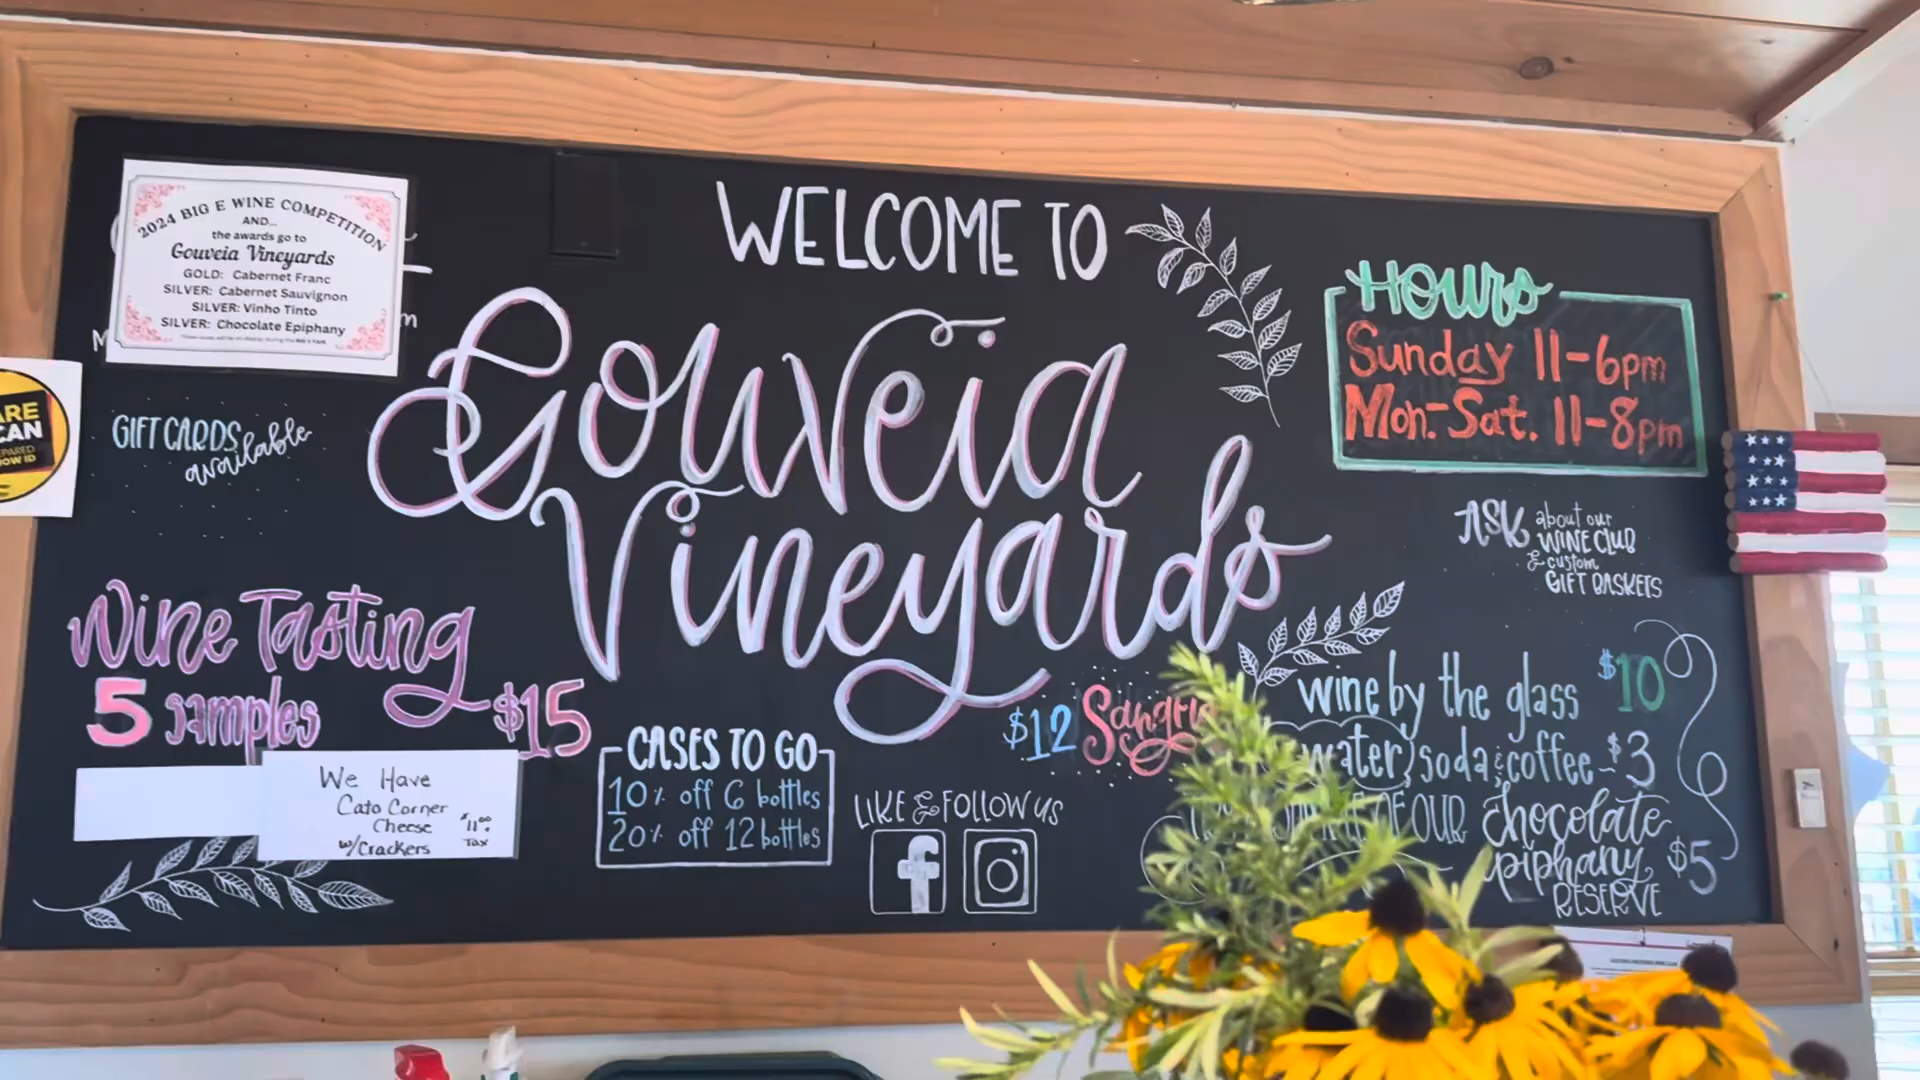 2024 BIG E WINE COMPETITION
AND...
the awards go to
Gouveia Vineyards
GOLD: Cabernet Franc
SILVER: Cabernet Sauvignon
SILVER: Vinho Tinto
SILVER: Chocolate Epiphany
WELCOME TO
Gouveia
Vineyards
Hours
Sunday 11-6pm
Mon.-Sat. 11-8pm
GIFT CARDS
available
ASK about our
WINE CLUB
& custom
GIFT BASKETS
Wine Tasting
5 samples $15
We Have
Cato Corner
Cheese
w/Crackers
$11.00
Tax
CASES TO GO
10% off 6 bottles
20% off 12 bottles
LIKE & FOLLOW US
$12
wine by the glass $10
water, soda & coffee ~ $3
OF OUR chocolate
RESERVE
$5